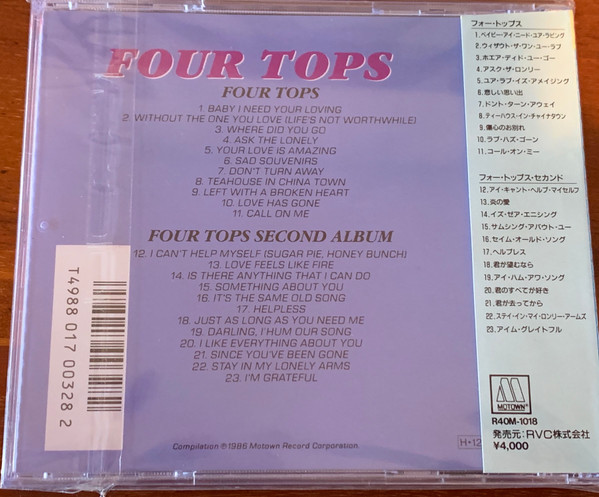 FOUR TOPS
FOUR TOPS
1. BABY I NEED YOUR LOVING
2. WITHOUT THE ONE YOU LOVE (LIFE'S NOT WORTHWHILE)
3. WHERE DID YOU GO
4. ASK THE LONELY
5. YOUR LOVE IS AMAZING
6. SAD SOUVENIRS
7. DON'T TURN AWAY
8. TEAHOUSE IN CHINA TOWN
9. LEFT WITH A BROKEN HEART
10. LOVE HAS GONE
11. CALL ON ME
FOUR TOPS SECOND ALBUM
12. I CAN'T HELP MYSELF (SUGAR PIE, HONEY BUNCH)
13. LOVE FEELS LIKE FIRE
14. IS THERE ANYTHING THAT I CAN DO
15. SOMETHING ABOUT YOU
16. IT'S THE SAME OLD SONG
17. HELPLESS
18. JUST AS LONG AS YOU NEED ME
19. DARLING, I'HUM OUR SONG
20. I LIKE EVERYTHING ABOUT YOU
21. SINCE YOU'VE BEEN GONE
22. STAY IN MY LONELY ARMS
23. I'M GRATEFUL
Compilation ℗1986 Motown Record Corporation.
H・12
T4988 017 00328 2
フォー・トップス
1. ベイビー・アイ・ニード・ユア・ラビング
2. ウィザウト・ザ・ワン・ユー・ラブ
3. ホエア・ディド・ユー・ゴー
4. アスク・ザ・ロンリー
5. ユア・ラブ・イズ・アメイジング
6. 悲しい思い出
7. ドント・ターン・アウェイ
8. ティーハウス・イン・チャイナタウン
9. 傷心のお別れ
10. ラブ・ハズ・ゴーン
11. コール・オン・ミー
フォー・トップス・セカンド
12. アイ・キャント・ヘルプ・マイセルフ
13. 炎の愛
14. イズ・ゼア・エニシング
15. サムシング・アバウト・ユー
16. セイム・オールド・ソング
17. ヘルプレス
18. 君が望むなら
19. アイ・ハム・アワ・ソング
20. 君のすべてが好き
21. 君が去ってから
22. ステイ・イン・マイ・ロンリー・アームズ
23. アイム・グレイトフル
M
MOTOWN
R40M-1018
発売元：RVC株式会社
¥4,000